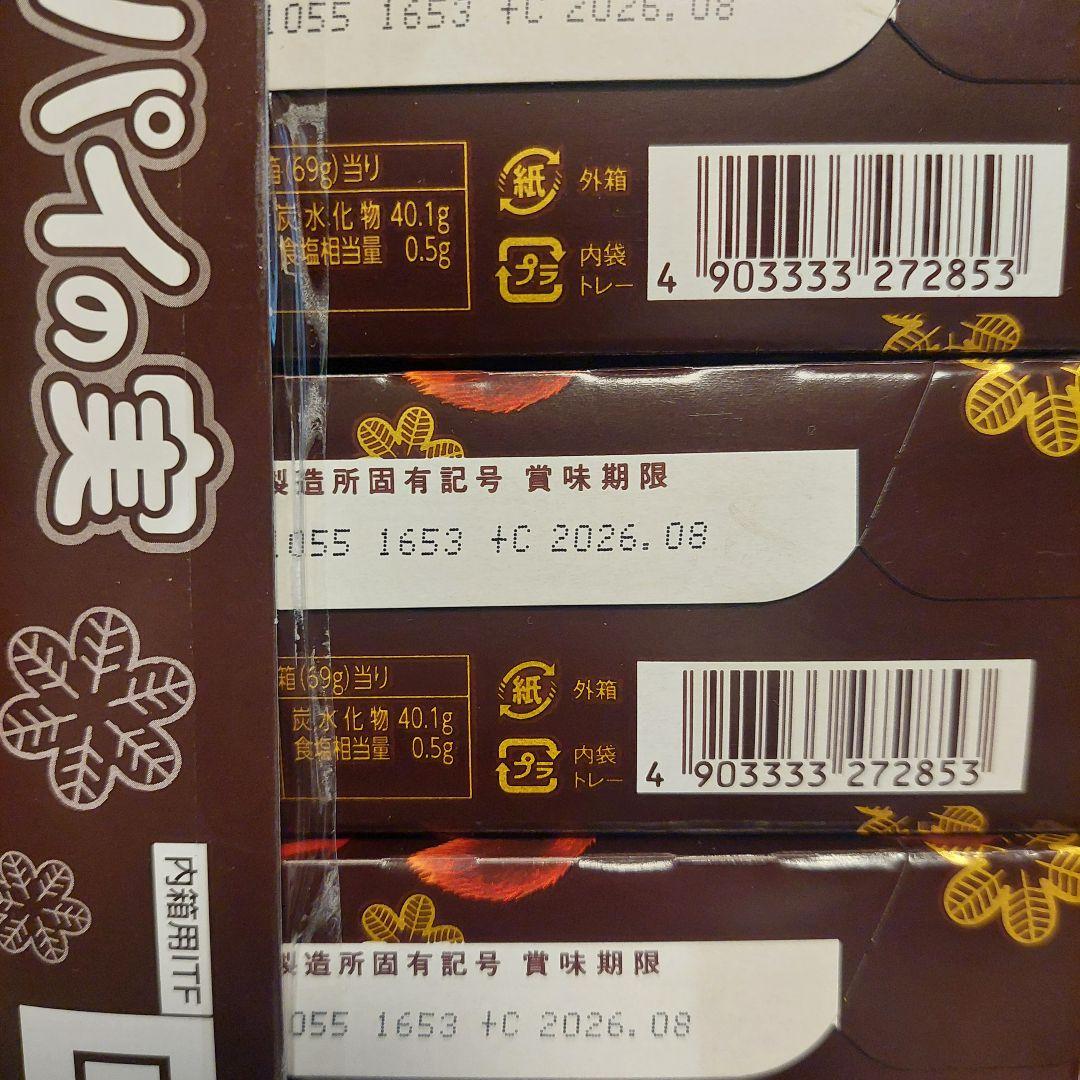 パイの実
内箱用ITF
1055 1653 +C 2026.08
箱(69g)当り
炭水化物 40.1g
食塩相当量 0.5g
紙 外箱
プラ 内袋
トレー
4 903333 272853
製造所固有記号 賞味期限
1055 1653 +C 2026.08
箱(69g)当り
炭水化物 40.1g
食塩相当量 0.5g
紙 外箱
プラ 内袋
トレー
4 903333 272853
製造所固有記号 賞味期限
055 1653 +C 2026.08